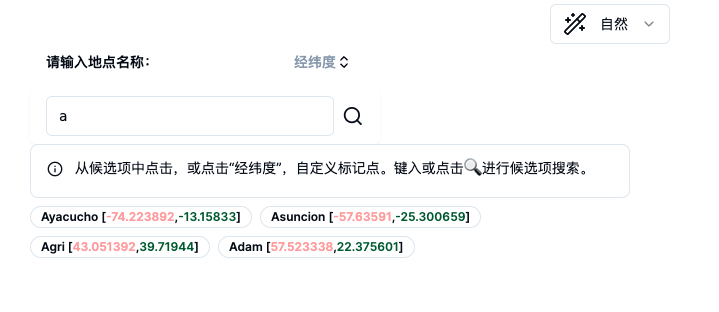 自然
请输入地点名称：
经纬度
a
从候选项中点击，或点击“经纬度”，自定义标记点。键入或点击🔍进行候选项搜索。
Ayacucho [-74.223892,-13.15833]
Asuncion [-57.63591,-25.300659]
Agri [43.051392,39.71944]
Adam [57.523338,22.375601]